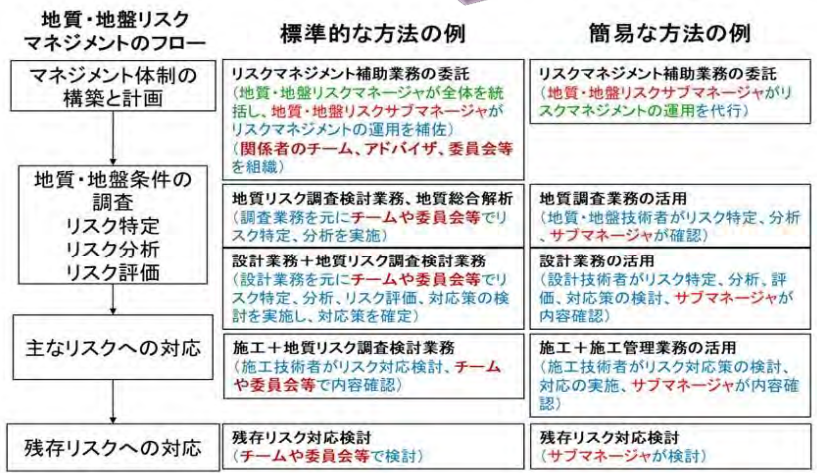 地質・地盤リスク
マネジメントのフロー
マネジメント体制の
構築と計画
地質・地盤条件の
調査
リスク特定
リスク分析
リスク評価
主なリスクへの対応
残存リスクへの対応
標準的な方法の例
リスクマネジメント補助業務の委託
（地質・地盤リスクマネージャが全体を統
括し、地質・地盤リスクサブマネージャが
リスクマネジメントの運用を補佐）
（関係者のチーム、アドバイザ、委員会等
を組織）
地質リスク調査検討業務、地質総合解析
（調査業務を元にチームや委員会等でリ
スク特定、分析を実施）
設計業務＋地質リスク調査検討業務
（設計業務を元にチームや委員会等でリ
スク特定、分析、リスク評価、対応策の検
討を実施し、対応策を確定）
施工＋地質リスク調査検討業務
（施工技術者がリスク対応検討、チーム
や委員会等で内容確認）
残存リスク対応検討
（チームや委員会等で検討）
簡易な方法の例
リスクマネジメント補助業務の委託
（地質・地盤リスクサブマネージャがリ
スクマネジメントの運用を代行）
地質調査業務の活用
（地質・地盤技術者がリスク特定、分析
、サブマネージャが確認）
設計業務の活用
（設計技術者がリスク特定、分析、評
価、対応策の検討、サブマネージャが
内容確認）
施工＋施工管理業務の活用
（施工技術者がリスク対応策の検討、
対応の実施、サブマネージャが内容確
認）
残存リスク対応検討
（サブマネージャが検討）